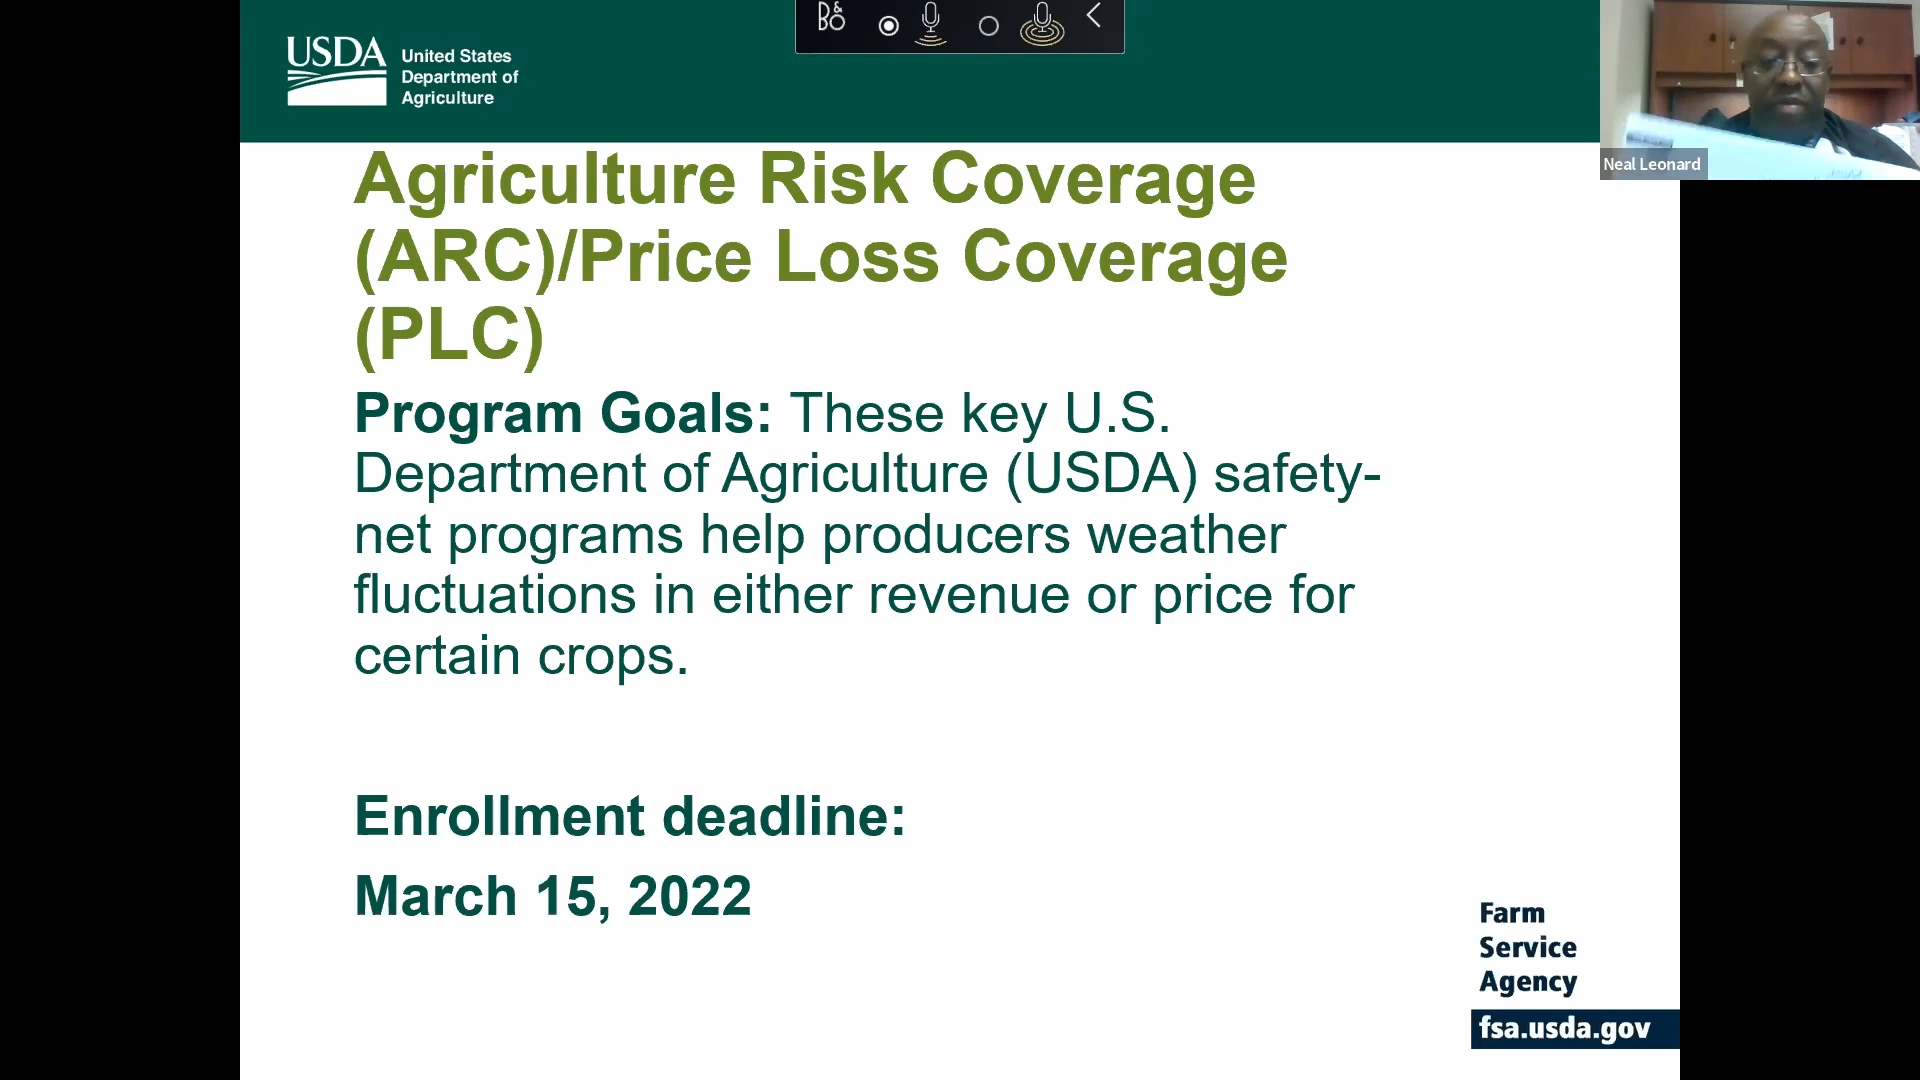 B&O
USDA
United States
Department of
Agriculture
Neal Leonard
Agriculture Risk Coverage
(ARC)/Price Loss Coverage
(PLC)
Program Goals: These key U.S.
Department of Agriculture (USDA) safety-
net programs help producers weather
fluctuations in either revenue or price for
certain crops.
Enrollment deadline:
March 15, 2022
Farm
Service
Agency
fsa.usda.gov